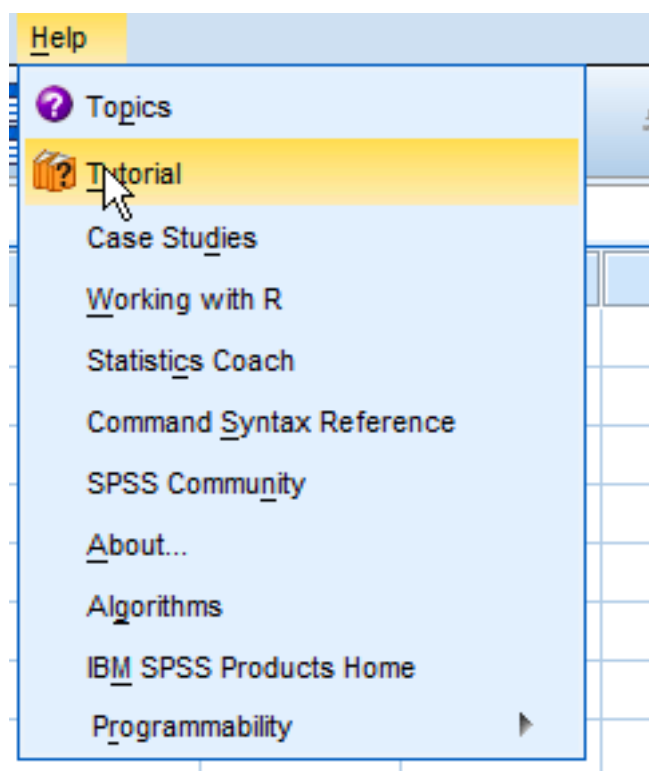 Help
Topics
Tutorial
Case Studies
Working with R
Statistics Coach
Command Syntax Reference
SPSS Community
About...
Algorithms
IBM SPSS Products Home
Programmability